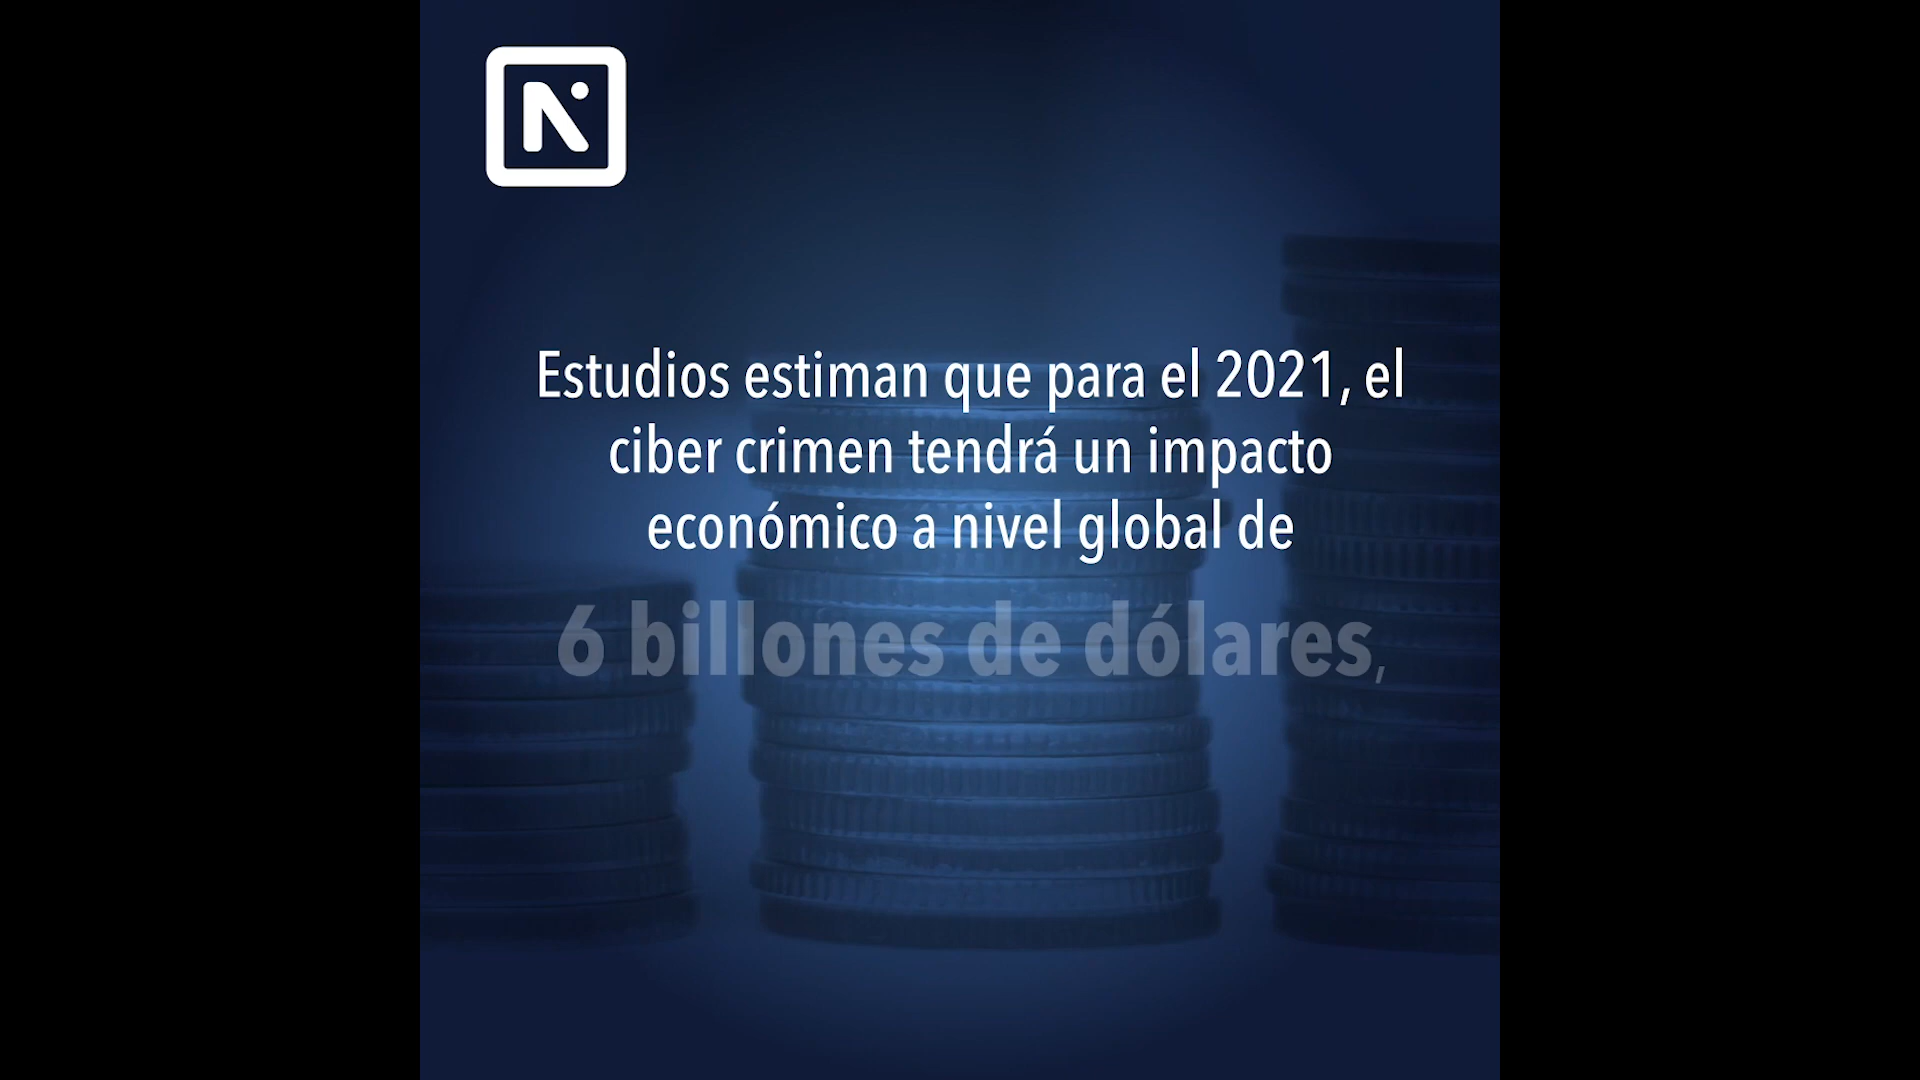 N
Estudios estiman que para el 2021, el
ciber crimen tendrá un impacto
económico a nivel global de
6 billones de dólares,